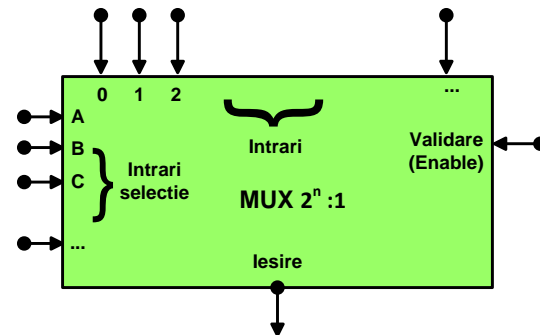 0 1 2 ...
A
B
C
...
Intrari
selectie
Intrari
Validare
(Enable)
MUX 2ⁿ :1
Iesire